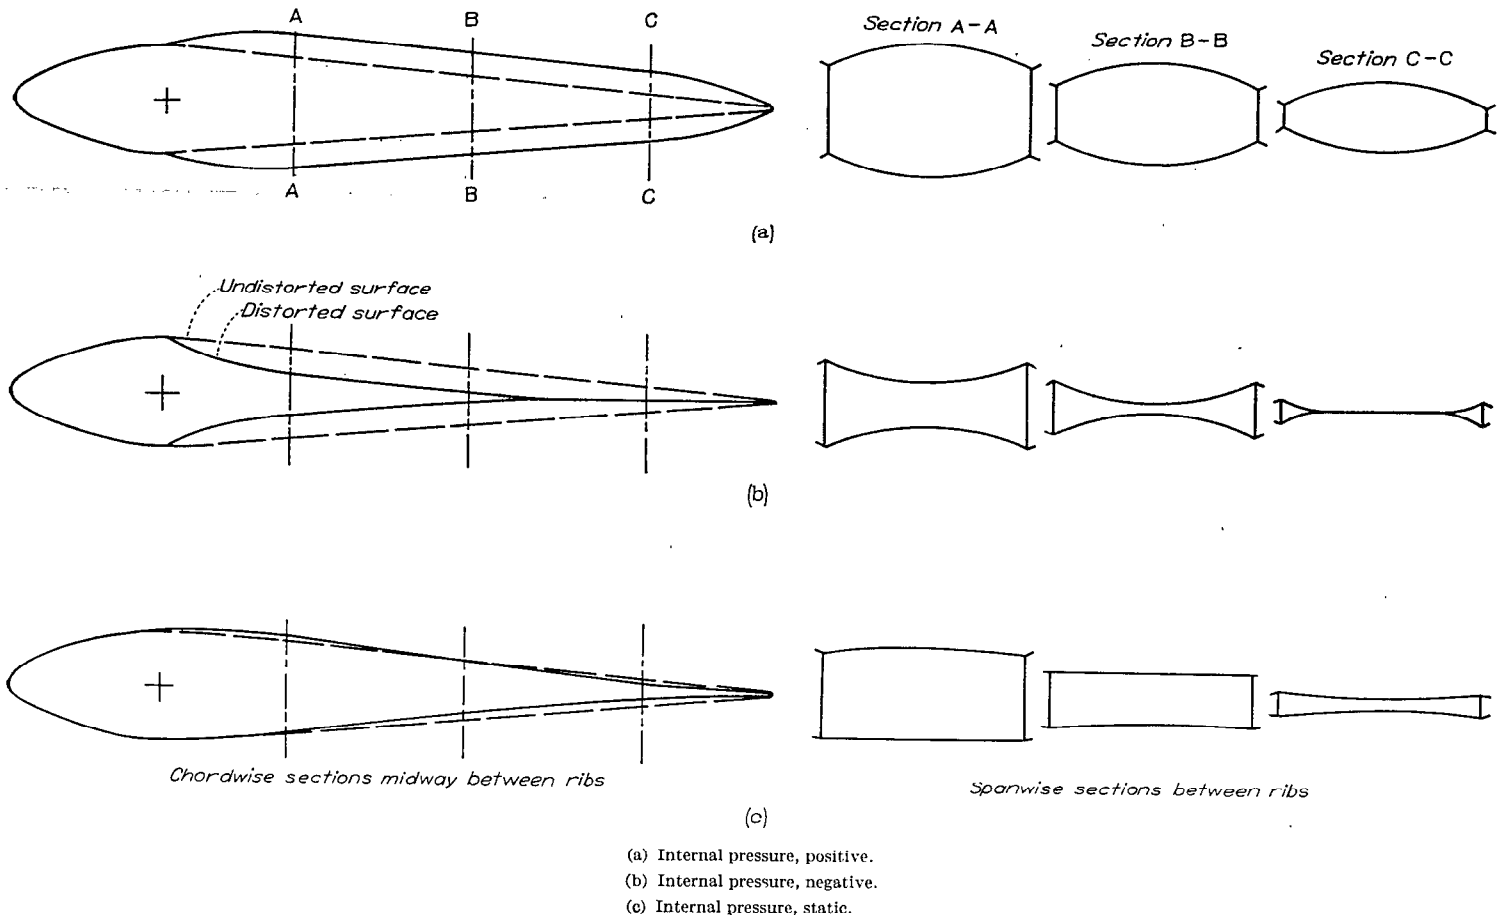 A B C
Section A-A
Section B-B
Section C-C
A B C
(a)
Undistorted surface
Distorted surface
(b)
Chordwise sections midway between ribs
Spanwise sections between ribs
(c)
(a) Internal pressure, positive.
(b) Internal pressure, negative.
(c) Internal pressure, static.